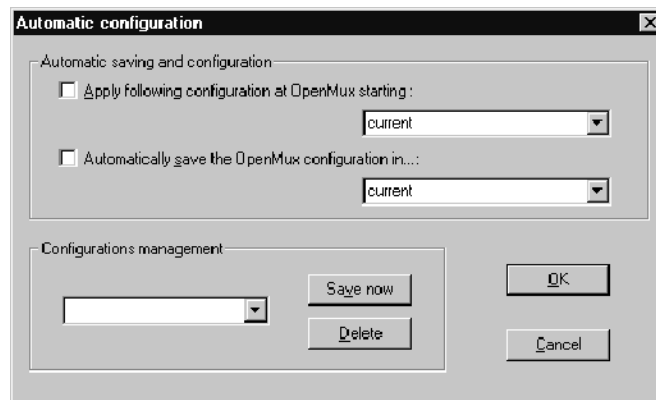 Automatic configuration
Automatic saving and configuration
Apply following configuration at OpenMux starting :
current
Automatically save the OpenMux configuration in...:
current
Configurations management
Save now
OK
Delete
Cancel